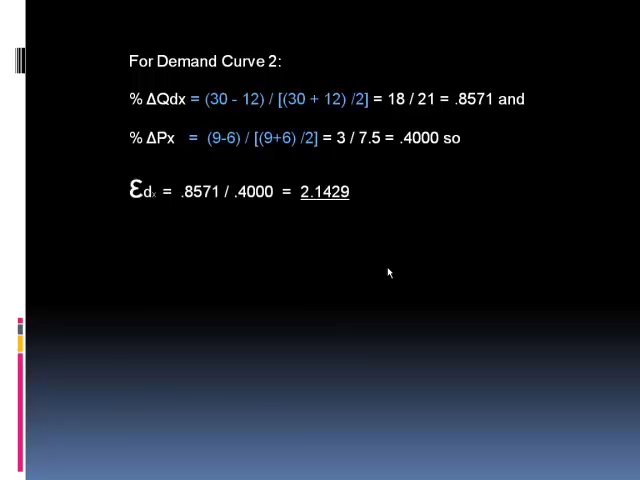 For Demand Curve 2:
% ΔQdx = (30 - 12) / [(30 + 12) /2] = 18 / 21 = .8571 and
% ΔPx = (9-6) / [(9+6) /2] = 3 / 7.5 = .4000 so
Ɛdx = .8571 / .4000 = 2.1429